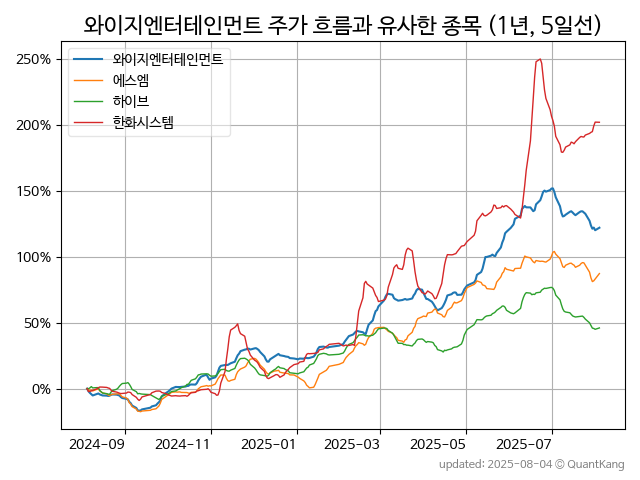 와이지엔터테인먼트 주가 흐름과 유사한 종목 (1년, 5일선)
와이지엔터테인먼트
에스엠
하이브
한화시스템
250%
200%
150%
100%
50%
0%
2024-09 2024-11 2025-01 2025-03 2025-05 2025-07
updated: 2025-08-04 © QuantKang